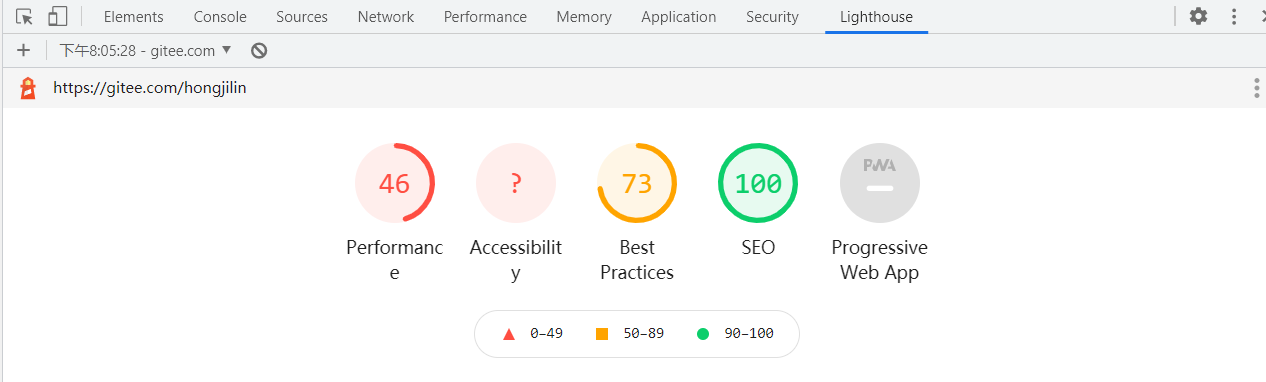 Elements Console Sources Network Performance Memory Application Security Lighthouse
下午8:05:28 - gitee.com
https://gitee.com/hongjilin
46 ? 73 100 PWA
Performanc Accessibilit Best SEO Progressive
e y Practices Web App
0–49 50–89 90–100